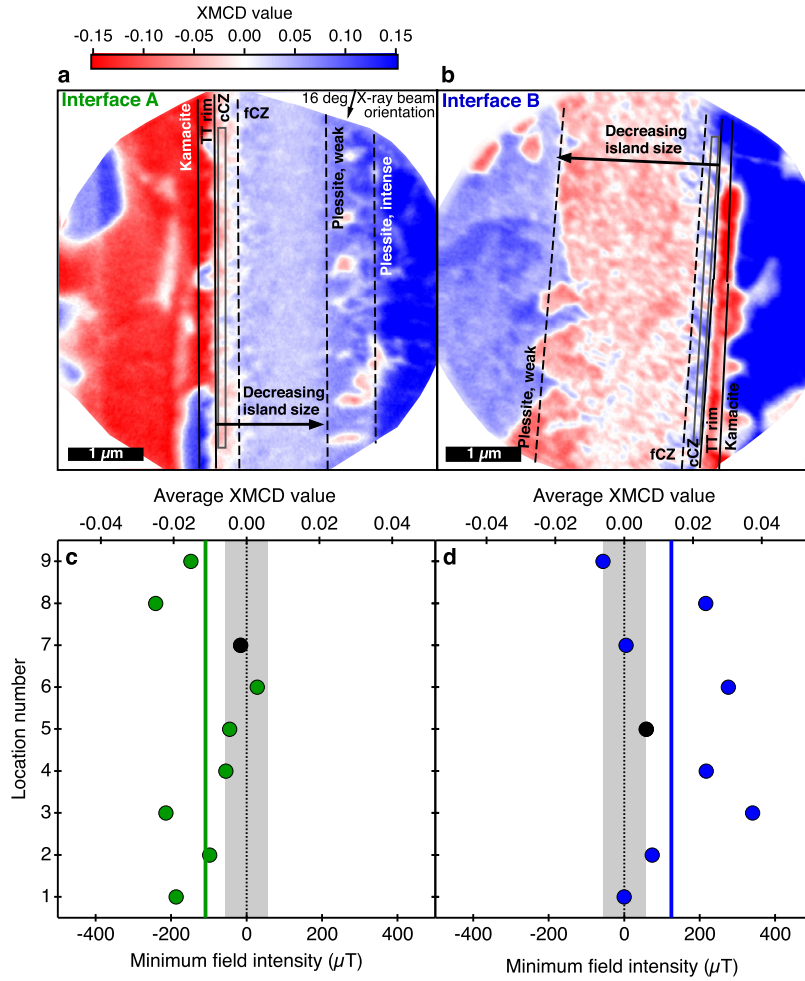 XMCD value
-0.15 -0.10 -0.05 0.00 0.05 0.10 0.15
a
b
Interface A
Interface B
16 deg X-ray beam
orientation
Kamacite
TT rim
cCZ
fCZ
Plessite, weak
Plessite, intense
Decreasing
island size
1 µm
Decreasing
island size
Plessite, weak
fCZ
cCZ
TT rim
Kamacite
1 µm
Average XMCD value
Average XMCD value
-0.04 -0.02 0.00 0.02 0.04
-0.04 -0.02 0.00 0.02 0.04
c
d
Location number
9
8
7
6
5
4
3
2
1
-400 -200 0 200 400
-400 -200 0 200 400
Minimum field intensity (µT)
Minimum field intensity (µT)